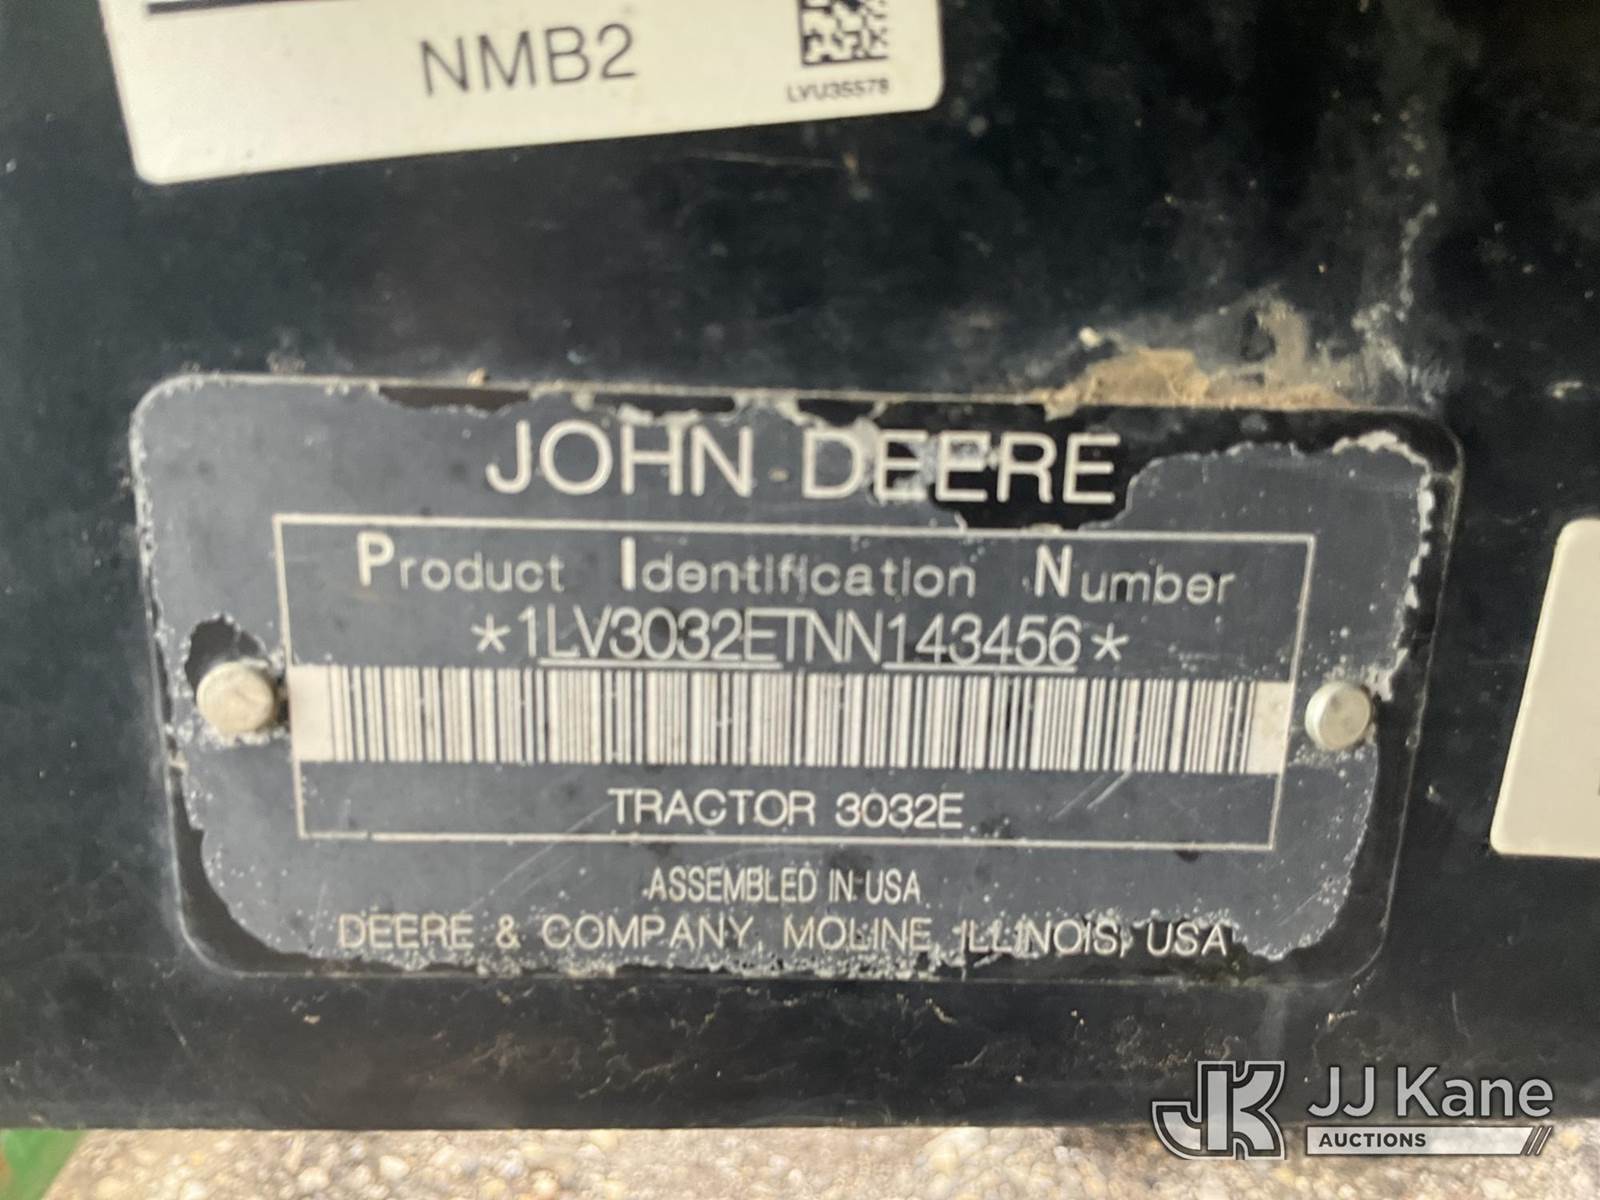 NMB2
LVU35578
JOHN DEERE
Product Identification Number
*1LV3032ETNN143456*
TRACTOR 3032E
ASSEMBLED IN USA
DEERE & COMPANY, MOLINE, ILLINOIS, USA
JK JJ Kane
AUCTIONS